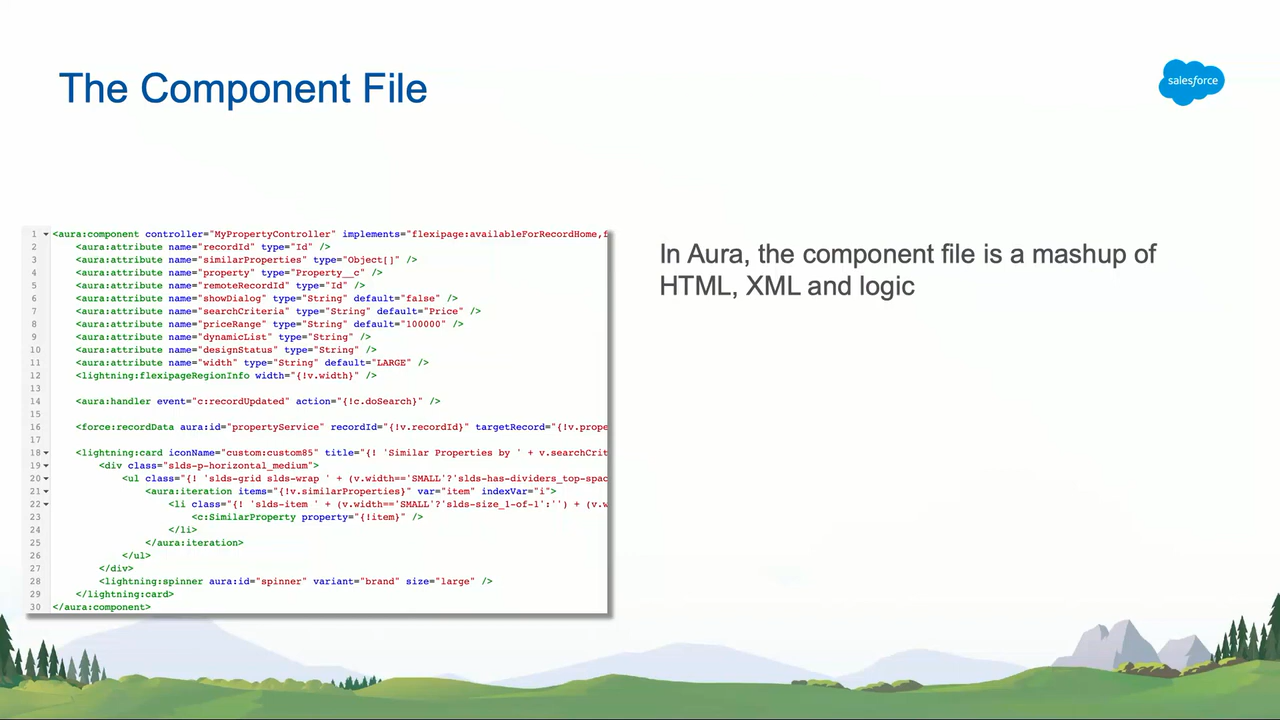 The Component File
salesforce
1 <aura:component controller="MyPropertyController" implements="flexipage:availableForRecordHome,f
2 <aura:attribute name="recordId" type="Id" />
3 <aura:attribute name="similarProperties" type="Object[]" />
4 <aura:attribute name="property" type="Property__c" />
5 <aura:attribute name="remoteRecordId" type="Id" />
6 <aura:attribute name="showDialog" type="String" default="false" />
7 <aura:attribute name="searchCriteria" type="String" default="Price" />
8 <aura:attribute name="priceRange" type="String" default="100000" />
9 <aura:attribute name="dynamicList" type="String" />
10 <aura:attribute name="designStatus" type="String" />
11 <aura:attribute name="width" type="String" default="LARGE" />
12 <lightning:flexipageRegionInfo width="{!v.width}" />
13
14 <aura:handler event="c:recordUpdated" action="{!c.doSearch}" />
15
16 <force:recordData aura:id="propertyService" recordId="{!v.recordId}" targetRecord="{!v.prope
17
18 <lightning:card iconName="custom:custom85" title="{! 'Similar Properties by ' + v.searchCrit
19 <div class="slds-p-horizontal_medium">
20 <ul class="{! 'slds-grid slds-wrap ' + (v.width=='SMALL'?'slds-has-dividers_top-spac
21 <aura:iteration items="{!v.similarProperties}" var="item" indexVar="i">
22 <li class="{! 'slds-item ' + (v.width=='SMALL'?'slds-size_1-of-1':'') + (v.w
23 <c:SimilarProperty property="{!item}" />
24 </li>
25 </aura:iteration>
26 </ul>
27 </div>
28 <lightning:spinner aura:id="spinner" variant="brand" size="large" />
29 </lightning:card>
30 </aura:component>
In Aura, the component file is a mashup of
HTML, XML and logic